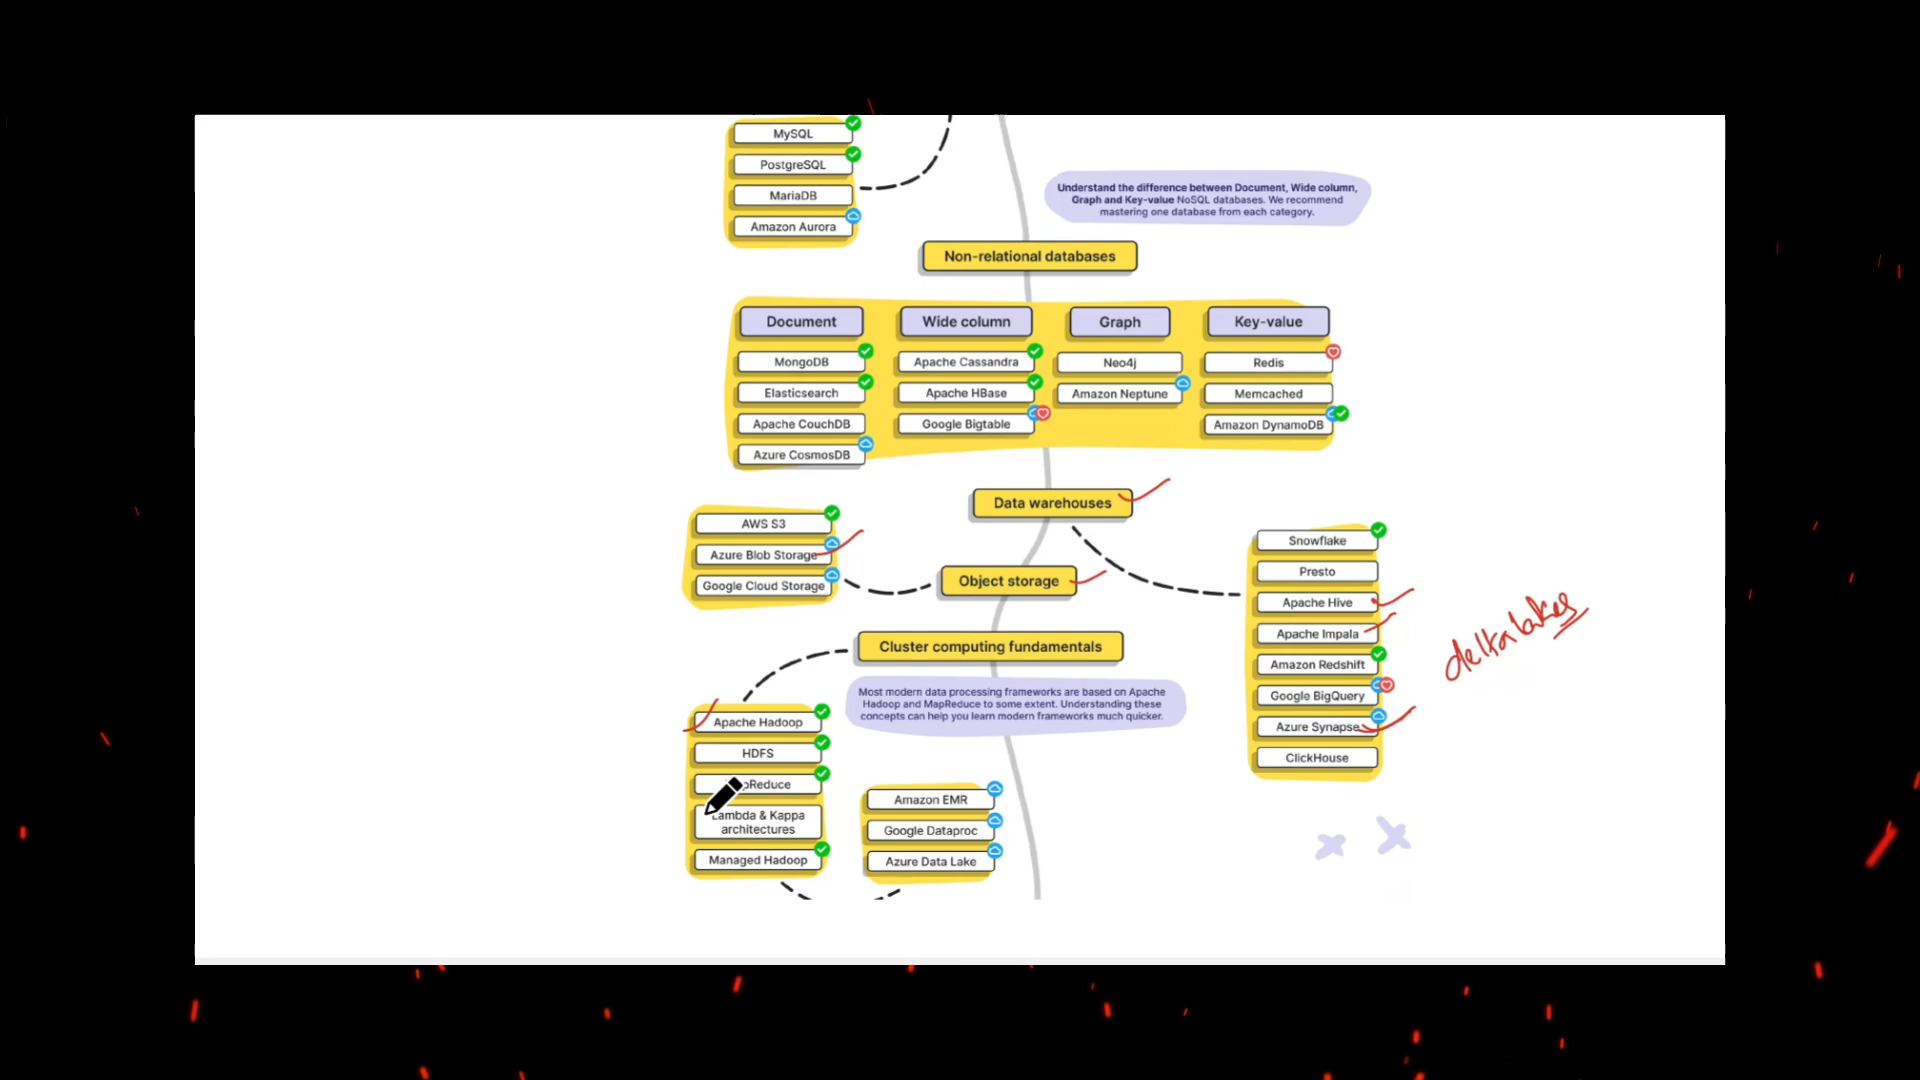 MySQL
PostgreSQL
MariaDB
Amazon Aurora
Understand the difference between Document, Wide column,
Graph and Key-value NoSQL databases. We recommend
mastering one database from each category.
Non-relational databases
Document
MongoDB
Elasticsearch
Apache CouchDB
Azure CosmosDB
Wide column
Apache Cassandra
Apache HBase
Google Bigtable
Graph
Neo4j
Amazon Neptune
Key-value
Redis
Memcached
Amazon DynamoDB
Data warehouses
AWS S3
Azure Blob Storage
Google Cloud Storage
Object storage
Snowflake
Presto
Apache Hive
Apache Impala
Amazon Redshift
Google BigQuery
Azure Synapse
ClickHouse
delta lakes
Cluster computing fundamentals
Most modern data processing frameworks are based on Apache
Hadoop and MapReduce to some extent. Understanding these
concepts can help you learn modern frameworks much quicker.
Apache Hadoop
HDFS
pReduce
Lambda & Kappa
architectures
Managed Hadoop
Amazon EMR
Google Dataproc
Azure Data Lake